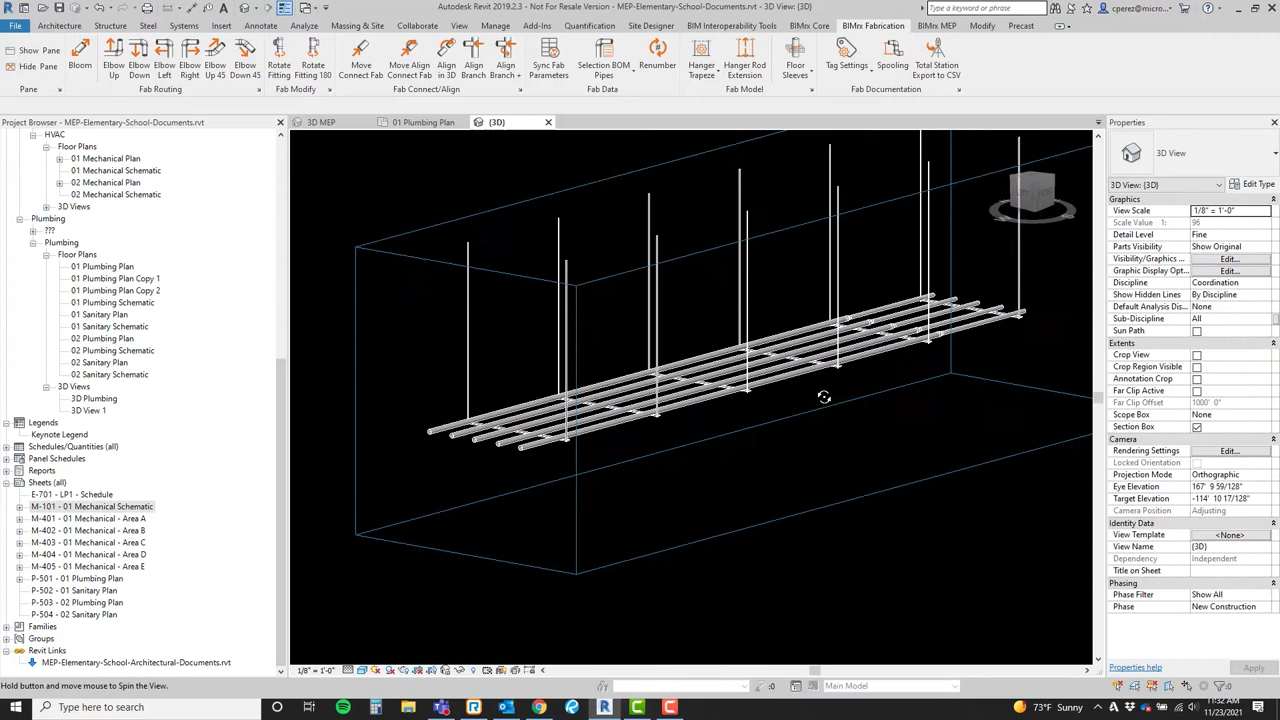 Autodesk Revit 2019.2.3 - Not For Resale Version - MEP-Elementary-School-Documents.rvt - 3D View: {3D}
Type a keyword or phrase
cperez@micro...
File Architecture Structure Steel Systems Insert Annotate Analyze Massing & Site Collaborate View Manage Add-Ins Quantification Site Designer BIM Interoperability Tools BIMx Core BIMx Fabrication BIMx MEP Modify Precast
Show Pane
Hide Pane
Bloom
Elbow Up
Elbow Down
Elbow Left
Elbow Right
Elbow Up 45
Elbow Down 45
Rotate Fitting
Rotate Fitting 180
Move Connect Fab
Move Align Connect Fab
Align in 3D
Align Branch
Align Branch +
Sync Fab Parameters
Selection BOM Pipes
Renumber
Hanger Trapeze
Hanger Rod Extension
Floor Sleeves
Tag Settings
Spooling
Total Station Export to CSV
Pane Fab Routing Fab Modify Fab Connect/Align Fab Data Fab Model Fab Documentation
Project Browser - MEP-Elementary-School-Documents.rvt
HVAC
Floor Plans
01 Mechanical Plan
01 Mechanical Schematic
02 Mechanical Plan
02 Mechanical Schematic
3D Views
Plumbing
???
Plumbing
Floor Plans
01 Plumbing Plan
01 Plumbing Plan Copy 1
01 Plumbing Plan Copy 2
01 Plumbing Schematic
01 Sanitary Plan
01 Sanitary Schematic
02 Plumbing Plan
02 Plumbing Schematic
02 Sanitary Plan
02 Sanitary Schematic
3D Views
3D Plumbing
3D View 1
Legends
Keynote Legend
Schedules/Quantities (all)
Panel Schedules
Reports
Sheets (all)
E-701 - LP1 - Schedule
M-101 - 01 Mechanical Schematic
M-401 - 01 Mechanical - Area A
M-402 - 01 Mechanical - Area B
M-403 - 01 Mechanical - Area C
M-404 - 01 Mechanical - Area D
M-405 - 01 Mechanical - Area E
P-501 - 01 Plumbing Plan
P-502 - 01 Sanitary Plan
P-503 - 02 Plumbing Plan
P-504 - 02 Sanitary Plan
Families
Groups
Revit Links
MEP-Elementary-School-Architectural-Documents.rvt
3D MEP
01 Plumbing Plan
{3D}
Properties
3D View
3D View: {3D} Edit Type
Graphics
View Scale 1/8" = 1'-0"
Scale Value 1: 96
Detail Level Fine
Parts Visibility Show Original
Visibility/Graphics ... Edit...
Graphic Display Opt... Edit...
Discipline Coordination
Show Hidden Lines By Discipline
Default Analysis Dis... None
Sub-Discipline All
Sun Path
Extents
Crop View
Crop Region Visible
Annotation Crop
Far Clip Active
Far Clip Offset 1000' 0"
Scope Box None
Section Box
Camera
Rendering Settings Edit...
Locked Orientation
Projection Mode Orthographic
Eye Elevation 167' 9 59/128"
Target Elevation -114' 10 17/128"
Camera Position Adjusting
Identity Data
View Template <None>
View Name {3D}
Dependency Independent
Title on Sheet
Phasing
Phase Filter Show All
Phase New Construction
Properties help Apply
1/8" = 1'-0"
Hold button and move mouse to Spin the View.
:0
Main Model
:0
Type here to search
73°F Sunny
11:32 AM
11/23/2021